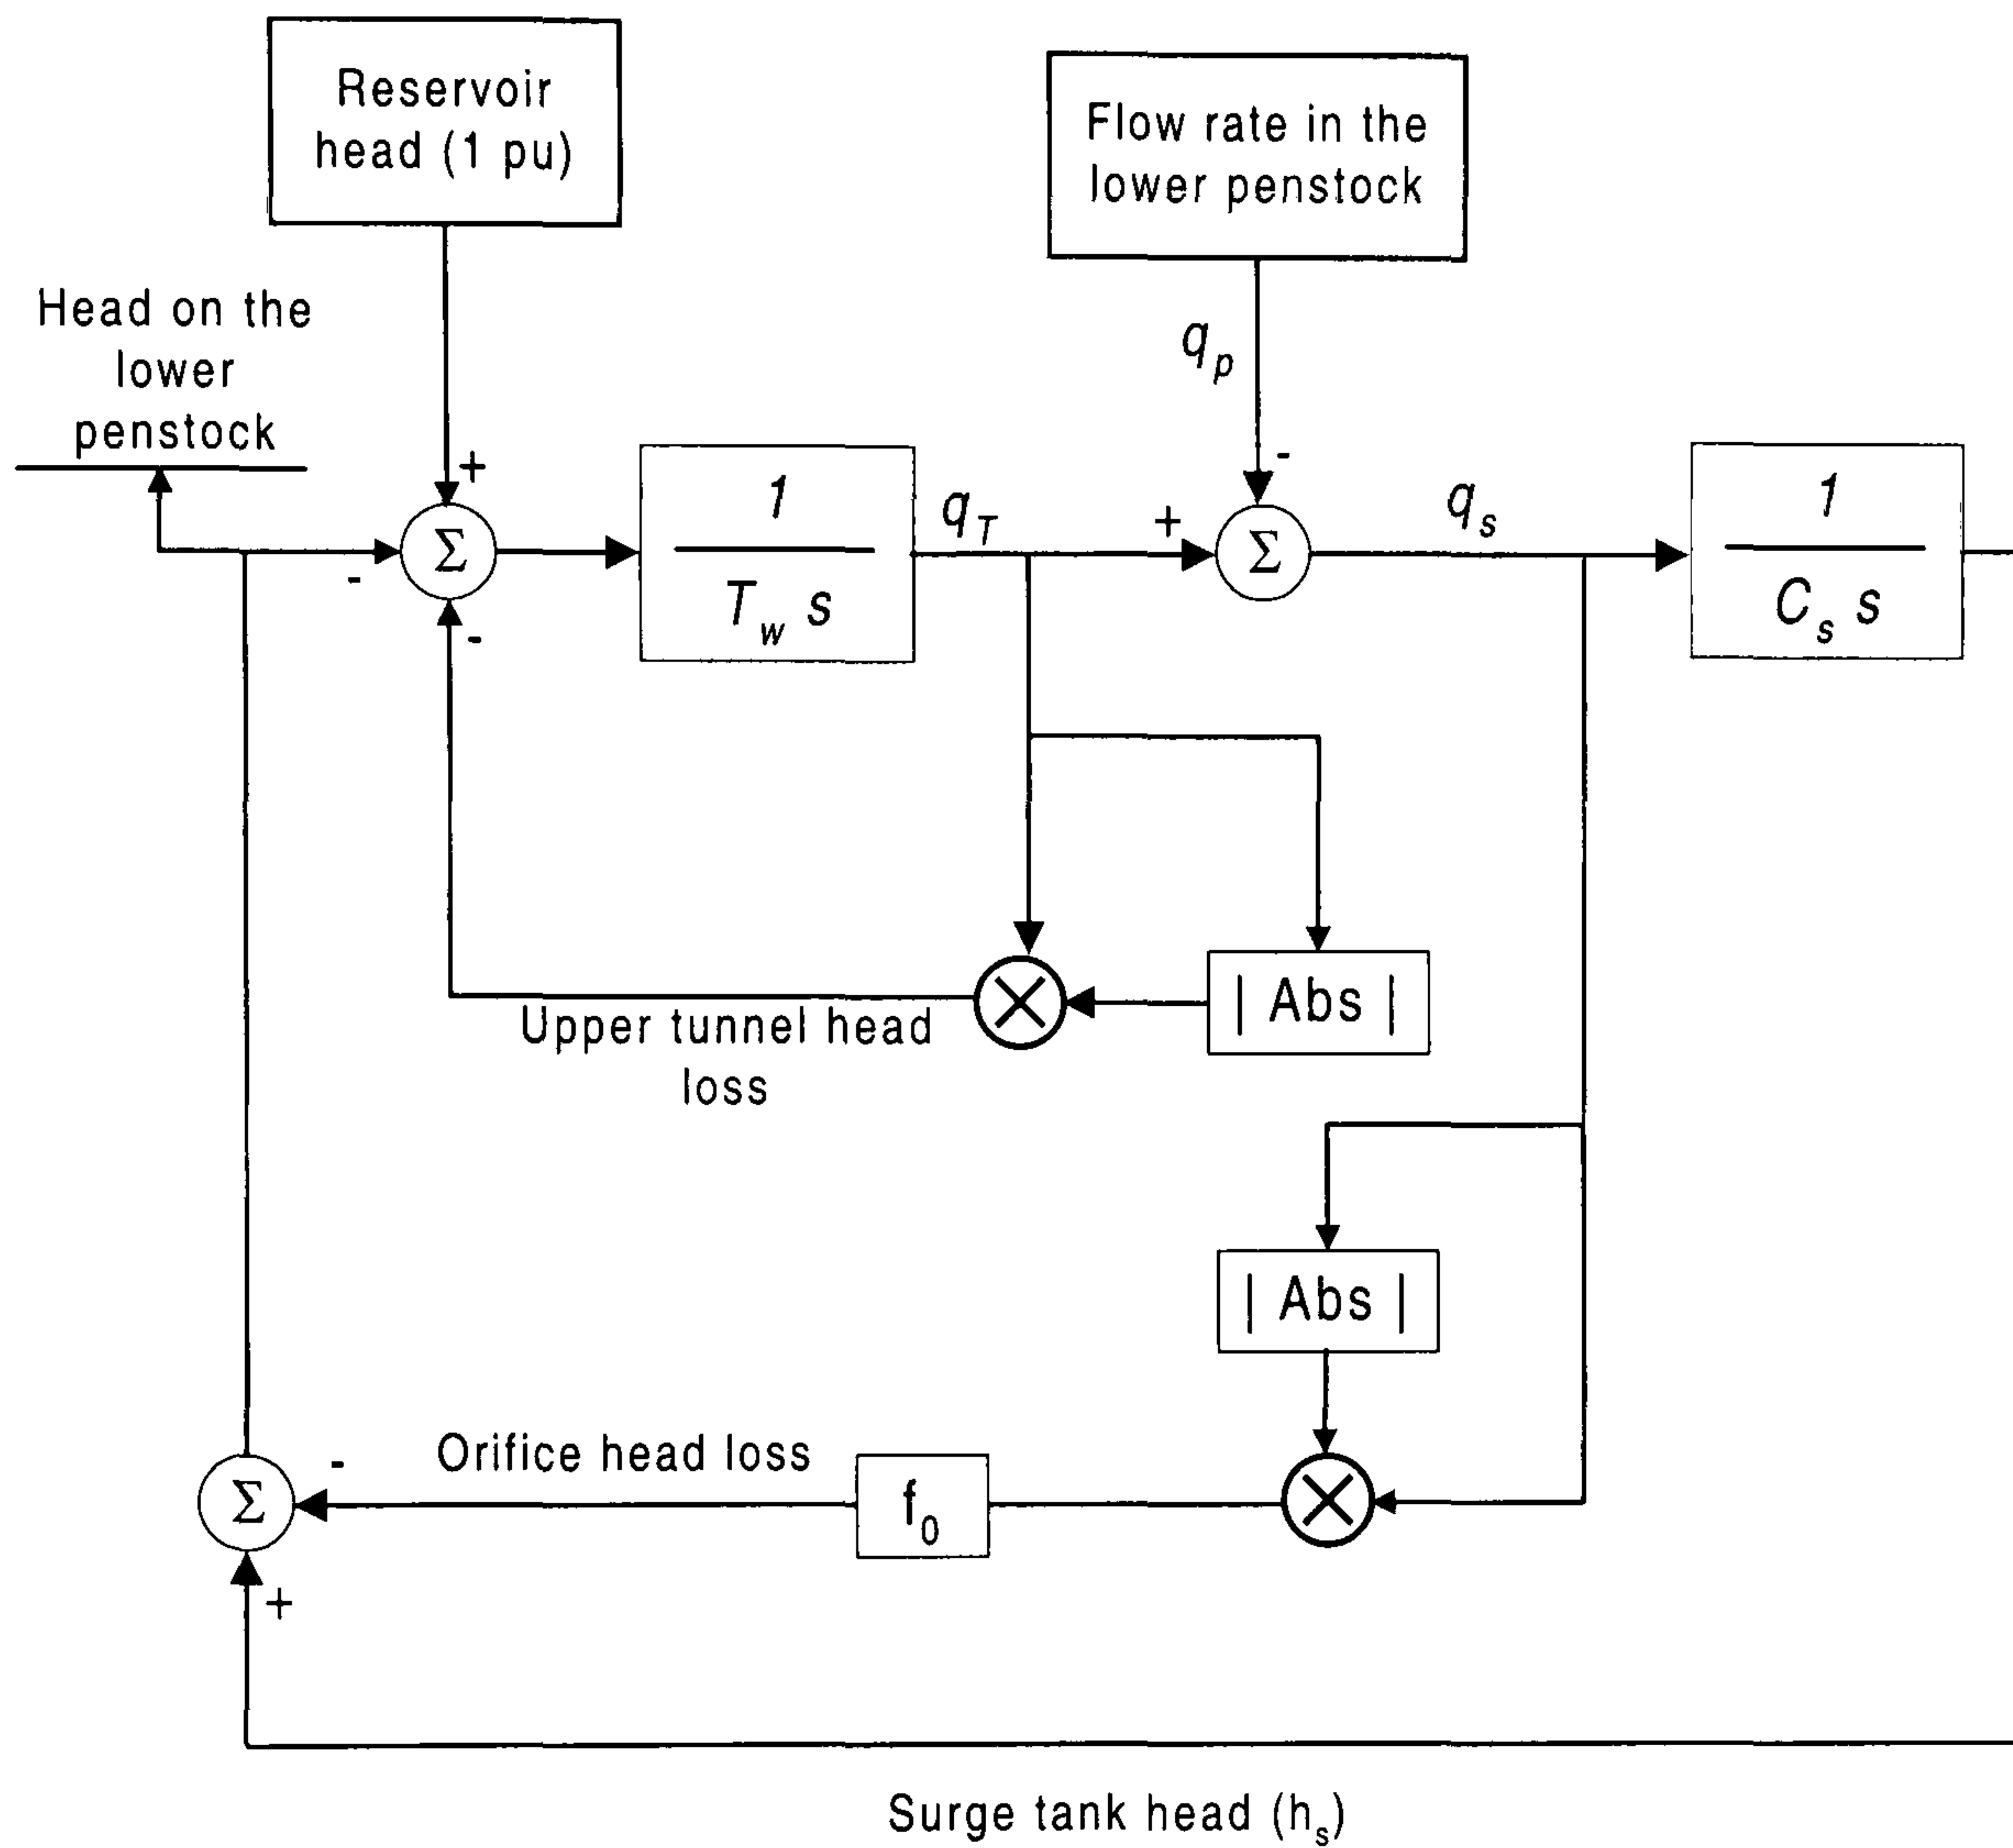 Reservoir
head (1 pu)
Flow rate in the
lower penstock
Head on the
lower
penstock
q_p
+
-
-
-
Σ
1
T_w s
q_T
+
Σ
q_s
1
C_s s
| Abs |
Upper tunnel head
loss
| Abs |
Orifice head loss
-
Σ
f_0
+
Surge tank head (h_s)